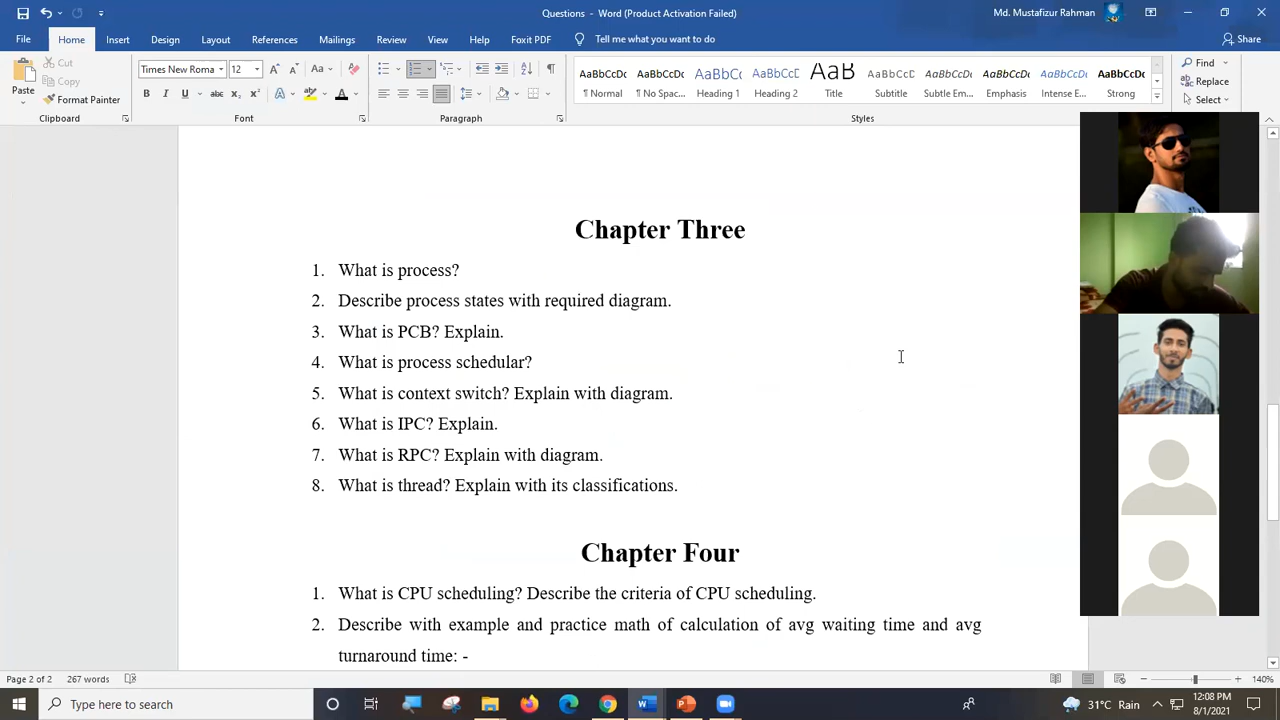 Question - Word (Product Activation Failed)
Md. Mustafizur Rahman
File Home Insert Design Layout References Mailings Review View Help Foxit PDF Tell me what you want to do Share
Paste
Cut
Copy
Format Painter
Clipboard
Times New Roma 12
Font
Paragraph
AaBbCcDc AaBbCcDc AaBbC AaBbCcD AaB AaBbCcD AaBbCcDc AaBbCcDc AaBbCcDc AaBbCcDc
¶ Normal ¶ No Spac... Heading 1 Heading 2 Title Subtitle Subtle Em... Emphasis Intense E... Strong
Styles
Find
Replace
Select
Chapter Three
1. What is process?
2. Describe process states with required diagram.
3. What is PCB? Explain.
4. What is process schedular?
5. What is context switch? Explain with diagram.
6. What is IPC? Explain.
7. What is RPC? Explain with diagram.
8. What is thread? Explain with its classifications.
Chapter Four
1. What is CPU scheduling? Describe the criteria of CPU scheduling.
2. Describe with example and practice math of calculation of avg waiting time and avg
turnaround time: -
Page 2 of 2 267 words
140%
Type here to search
31°C Rain
12:08 PM
8/1/2021